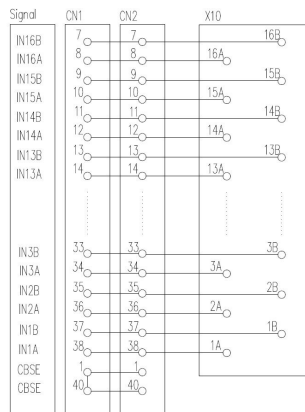 Signal CN1 CN2 X10
IN16B 7 7 16B
IN16A 8 8 16A
IN15B 9 9 15B
IN15A 10 10 15A
IN14B 11 11 14B
IN14A 12 12 14A
IN13B 13 13 13B
IN13A 14 14 13A
IN3B 33 33 3B
IN3A 34 34 3A
IN2B 35 35 2B
IN2A 36 36 2A
IN1B 37 37 1B
IN1A 38 38 1A
CBSE 1 1
CBSE 40 40